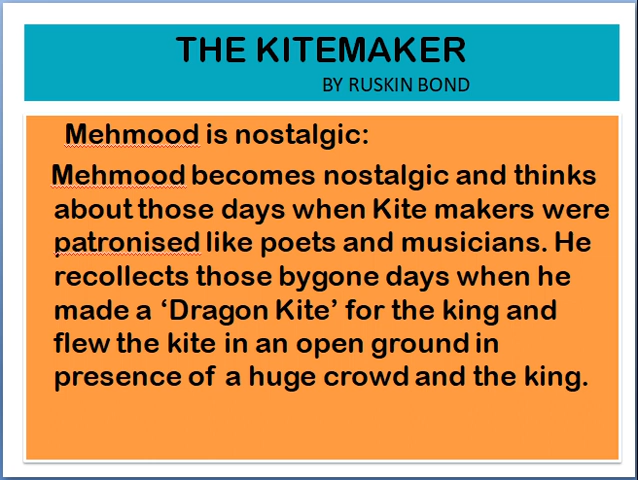 THE KITEMAKER
BY RUSKIN BOND
Mehmood is nostalgic:
Mehmood becomes nostalgic and thinks
about those days when Kite makers were
patronised like poets and musicians. He
recollects those bygone days when he
made a ‘Dragon Kite’ for the king and
flew the kite in an open ground in
presence of a huge crowd and the king.